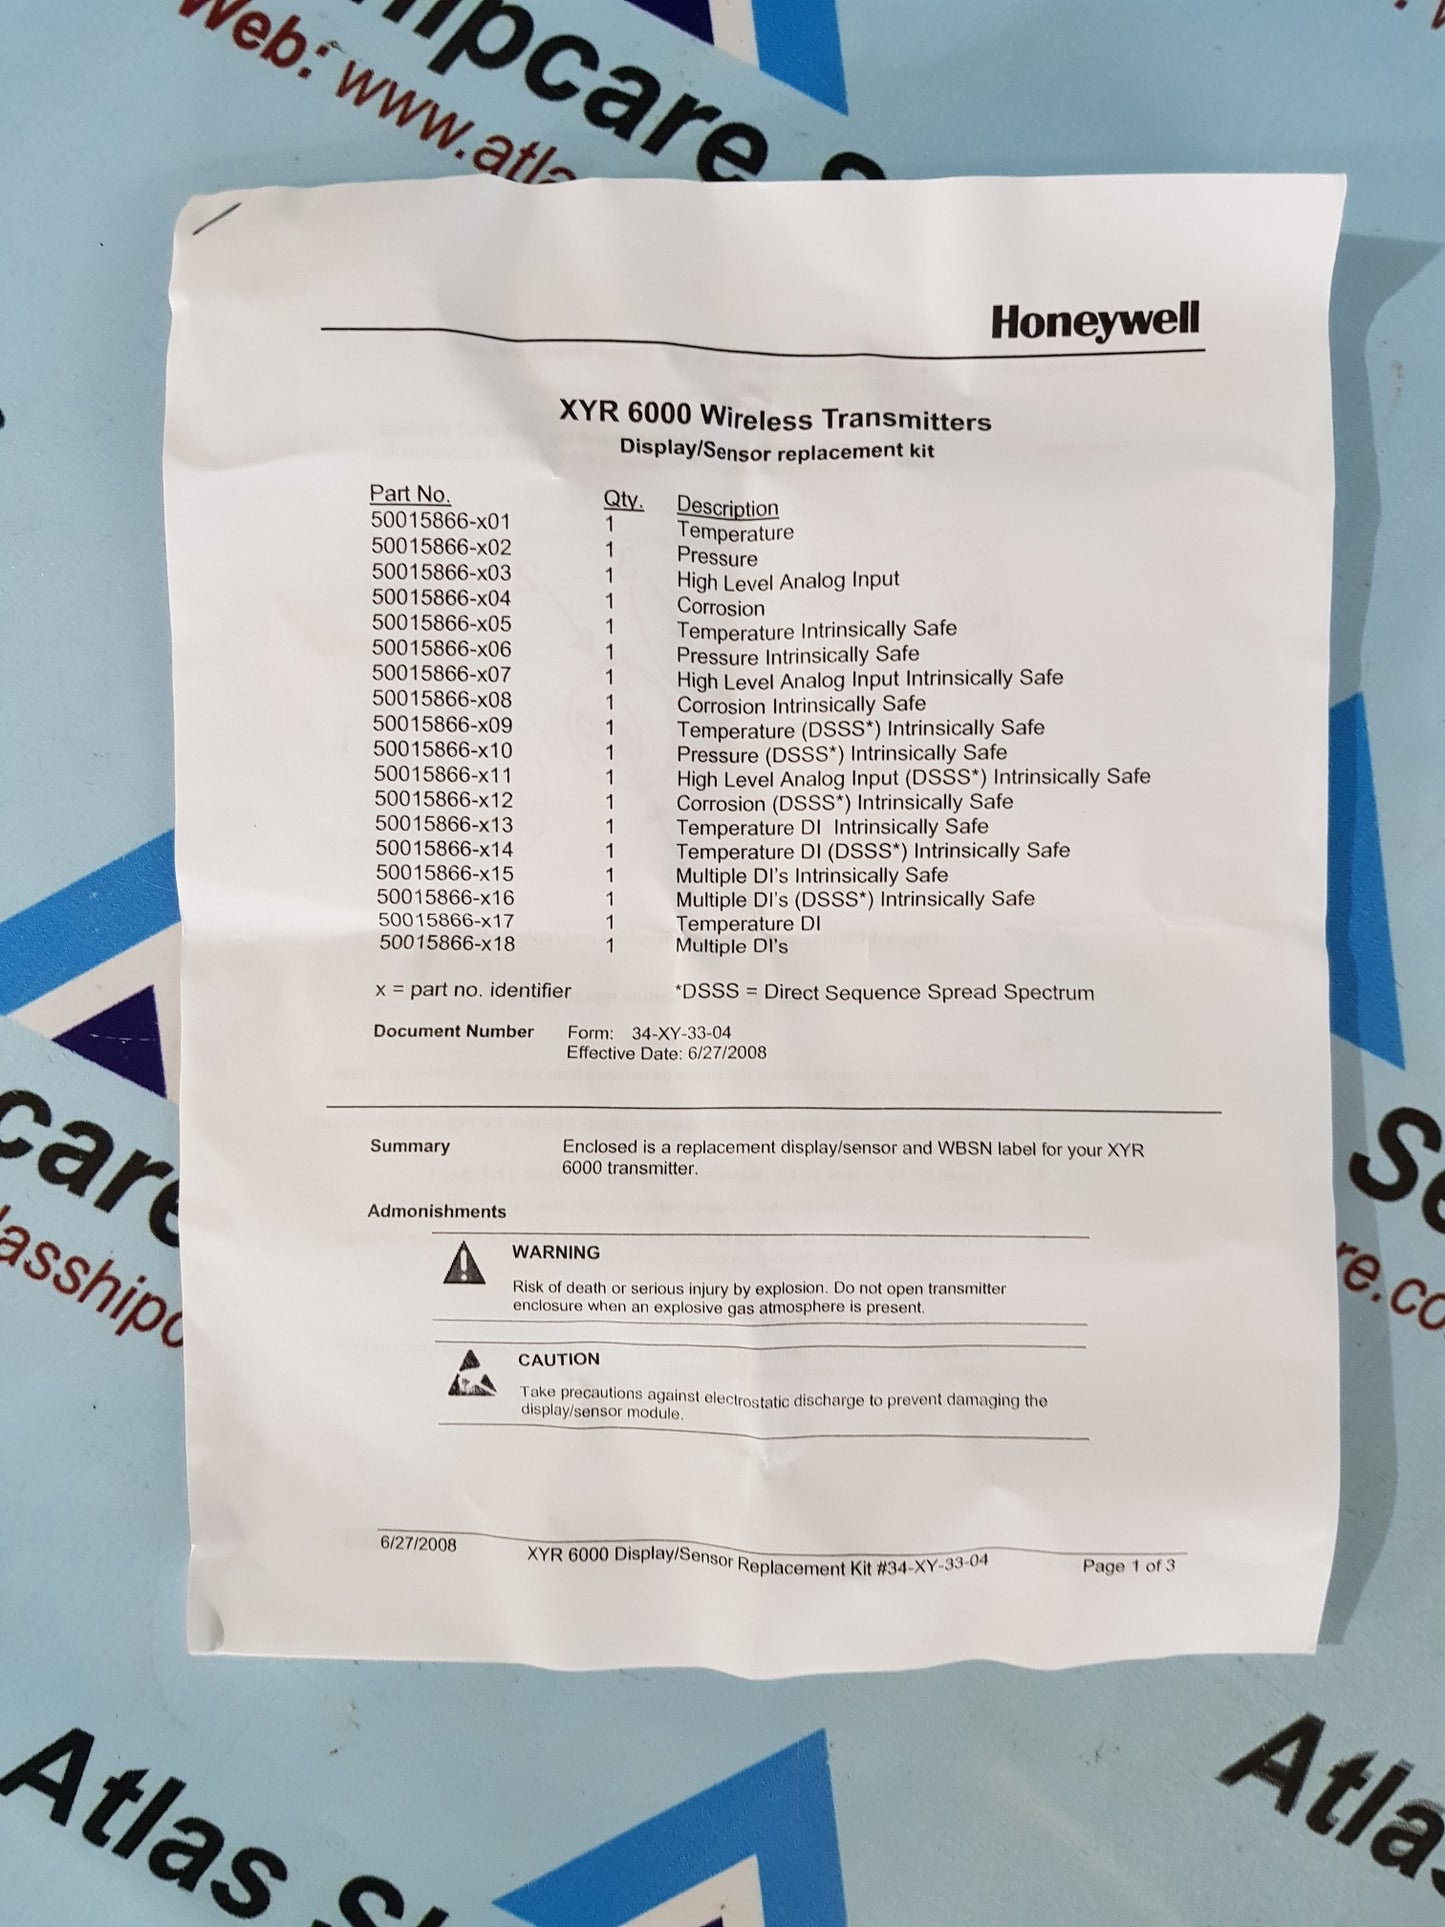 hipcare S
Web: www.atla
Honeywell
XYR 6000 Wireless Transmitters
Display/Sensor replacement kit
Part No. Qty. Description
50015866-x01 1 Temperature
50015866-x02 1 Pressure
50015866-x03 1 High Level Analog Input
50015866-x04 1 Corrosion
50015866-x05 1 Temperature Intrinsically Safe
50015866-x06 1 Pressure Intrinsically Safe
50015866-x07 1 High Level Analog Input Intrinsically Safe
50015866-x08 1 Corrosion Intrinsically Safe
50015866-x09 1 Temperature (DSSS*) Intrinsically Safe
50015866-x10 1 Pressure (DSSS*) Intrinsically Safe
50015866-x11 1 High Level Analog Input (DSSS*) Intrinsically Safe
50015866-x12 1 Corrosion (DSSS*) Intrinsically Safe
50015866-x13 1 Temperature DI Intrinsically Safe
50015866-x14 1 Temperature DI (DSSS*) Intrinsically Safe
50015866-x15 1 Multiple DI's Intrinsically Safe
50015866-x16 1 Multiple DI's (DSSS*) Intrinsically Safe
50015866-x17 1 Temperature DI
50015866-x18 1 Multiple DI's
x = part no. identifier *DSSS = Direct Sequence Spread Spectrum
Document Number Form: 34-XY-33-04
Effective Date: 6/27/2008
Summary Enclosed is a replacement display/sensor and WBSN label for your XYR
6000 transmitter.
Admonishments
WARNING
Risk of death or serious injury by explosion. Do not open transmitter
enclosure when an explosive gas atmosphere is present.
CAUTION
Take precautions against electrostatic discharge to prevent damaging the
display/sensor module.
6/27/2008 XYR 6000 Display/Sensor Replacement Kit #34-XY-33-04 Page 1 of 3
care
lasshipc
Se
re.co
Atlas Sh
Atlas